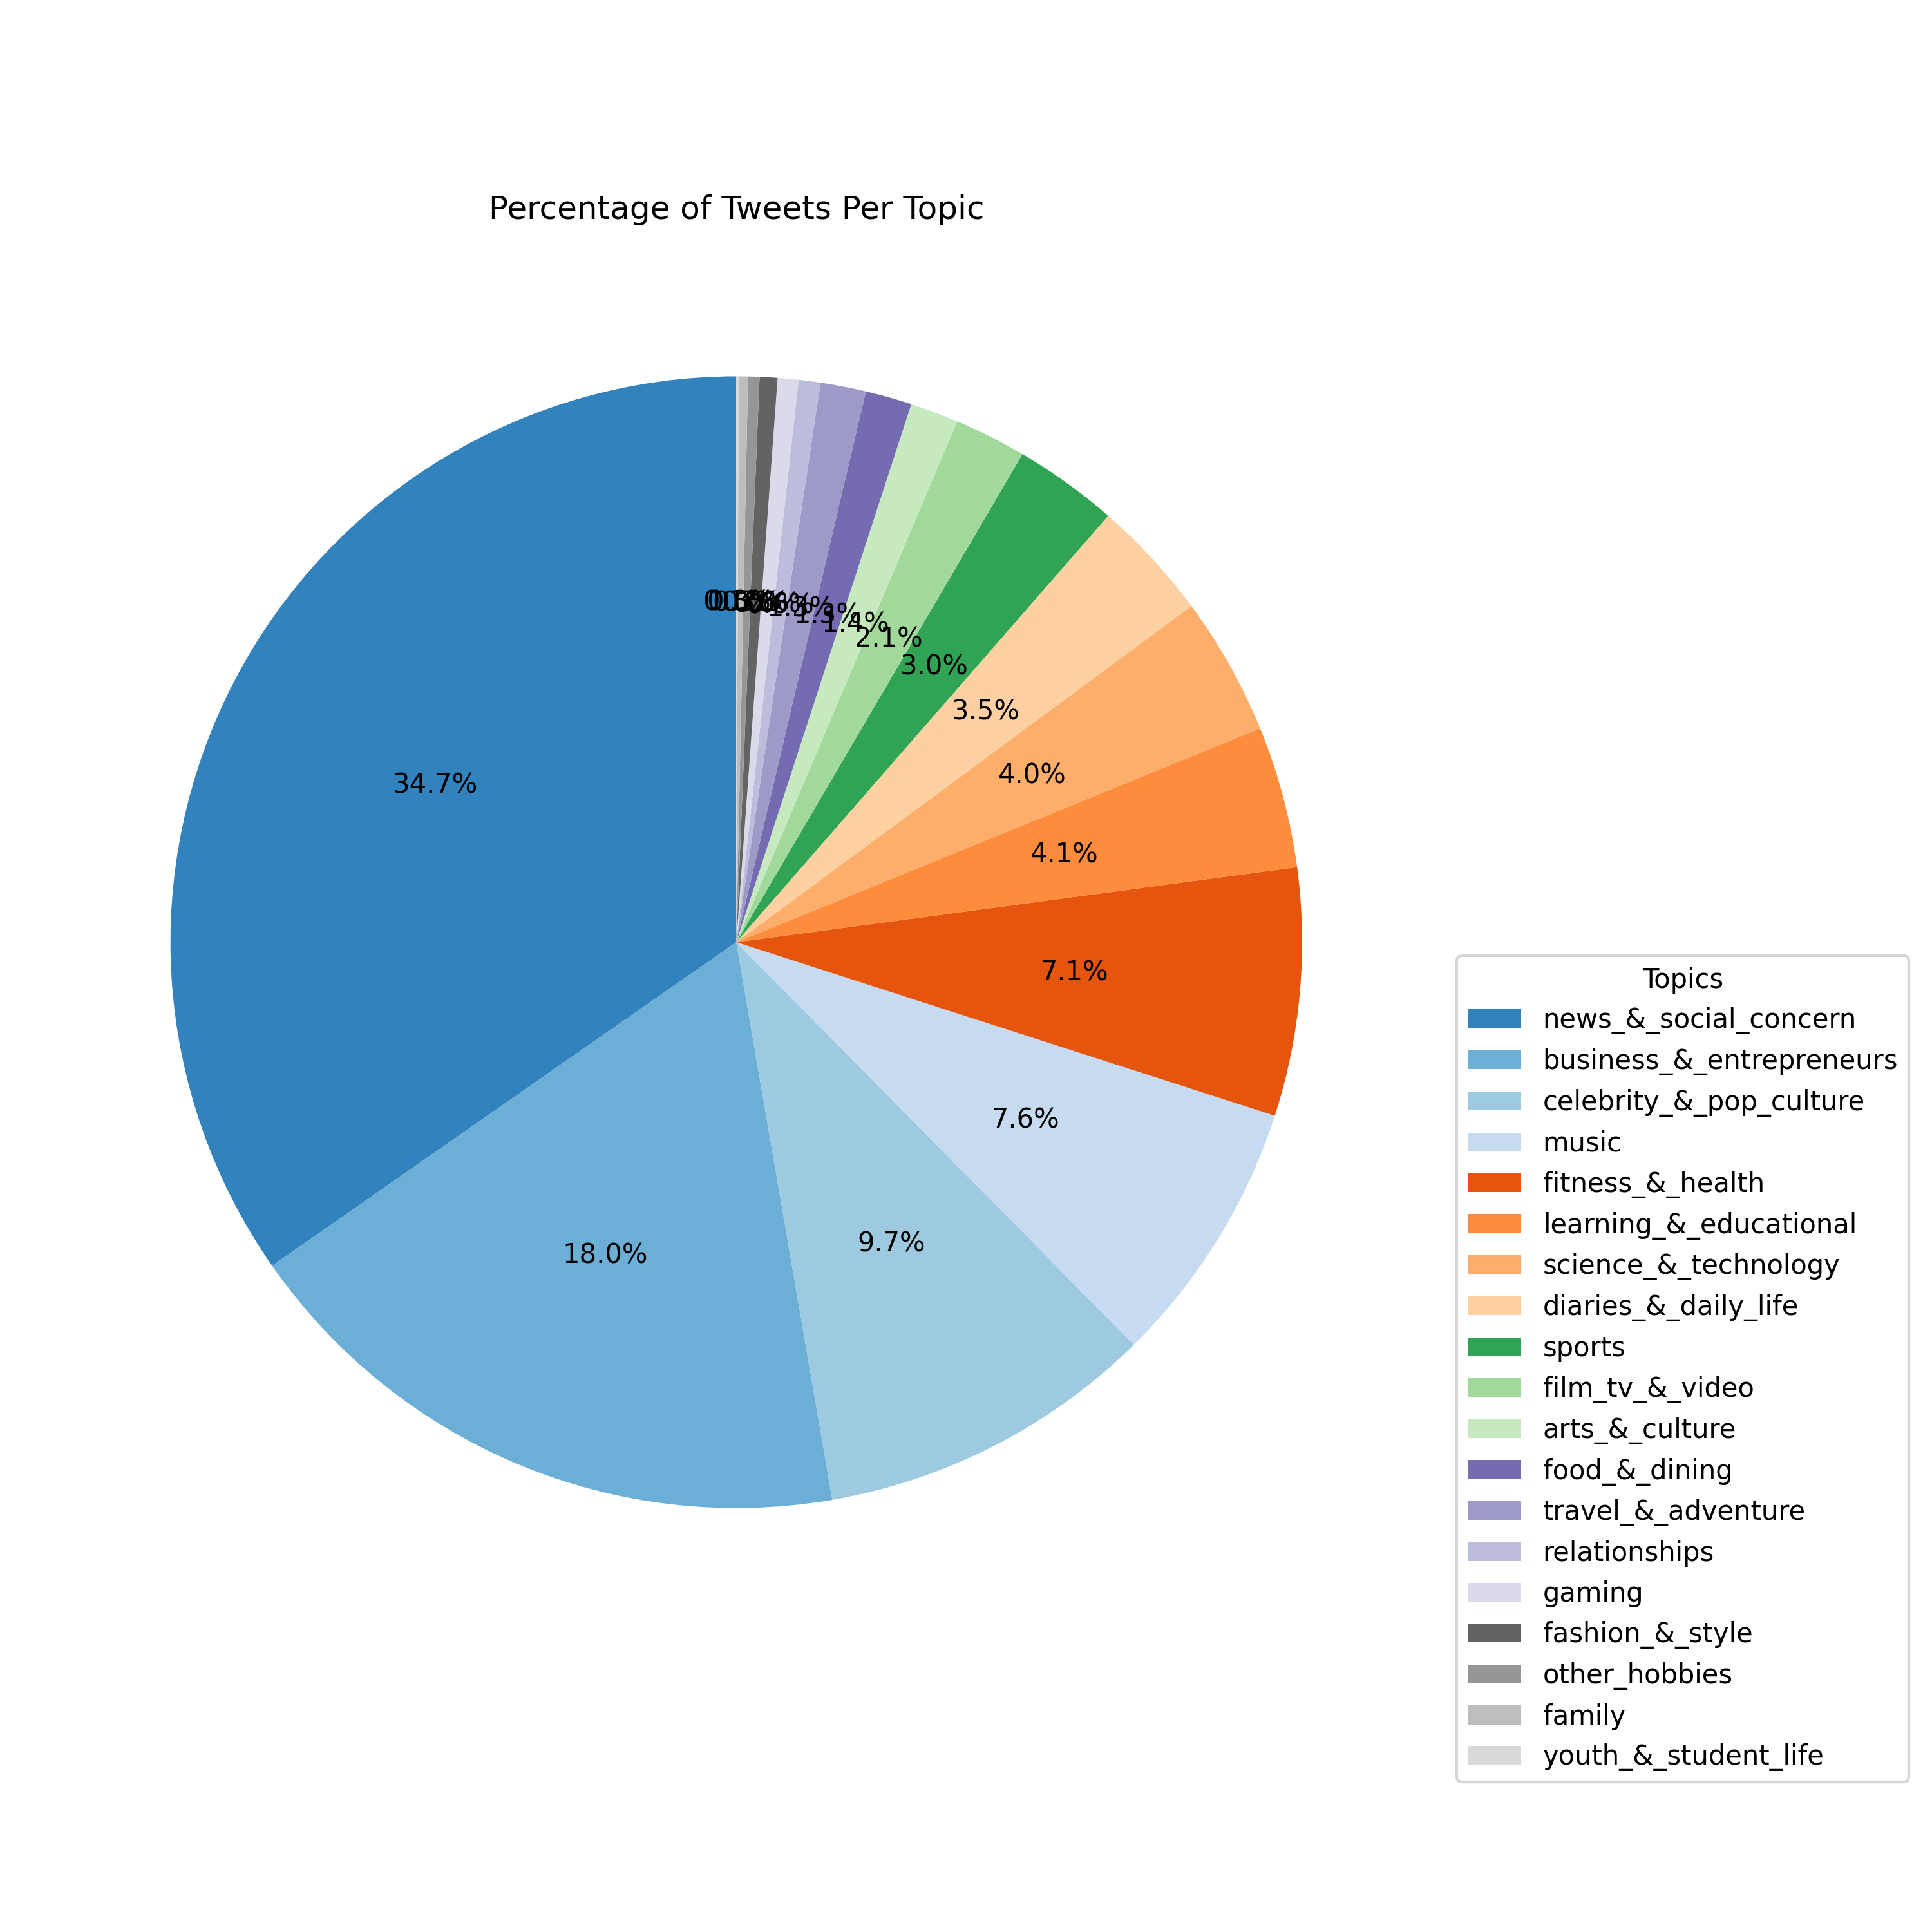 Percentage of Tweets Per Topic
34.7%
18.0%
9.7%
7.6%
7.1%
4.1%
4.0%
3.5%
3.0%
2.1%
1.4%
1.3%
1.3%
Topics
news_&_social_concern
business_&_entrepreneurs
celebrity_&_pop_culture
music
fitness_&_health
learning_&_educational
science_&_technology
diaries_&_daily_life
sports
film_tv_&_video
arts_&_culture
food_&_dining
travel_&_adventure
relationships
gaming
fashion_&_style
other_hobbies
family
youth_&_student_life